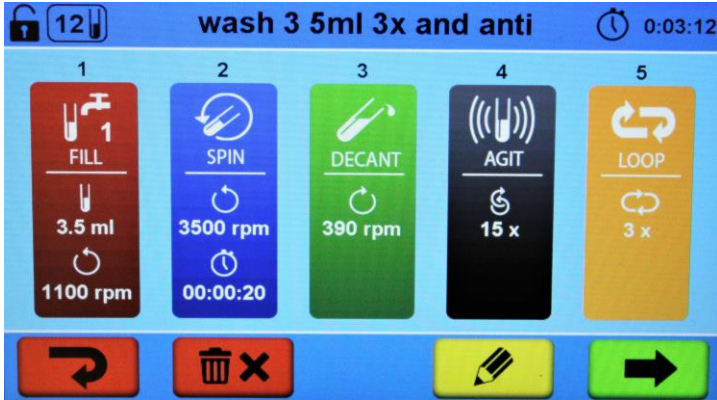 12
wash 3 5ml 3x and anti
0:03:12
1
2
3
4
5
1
FILL
SPIN
DECANT
AGIT
LOOP
3.5 ml
3500 rpm
390 rpm
15 x
3 x
1100 rpm
00:00:20